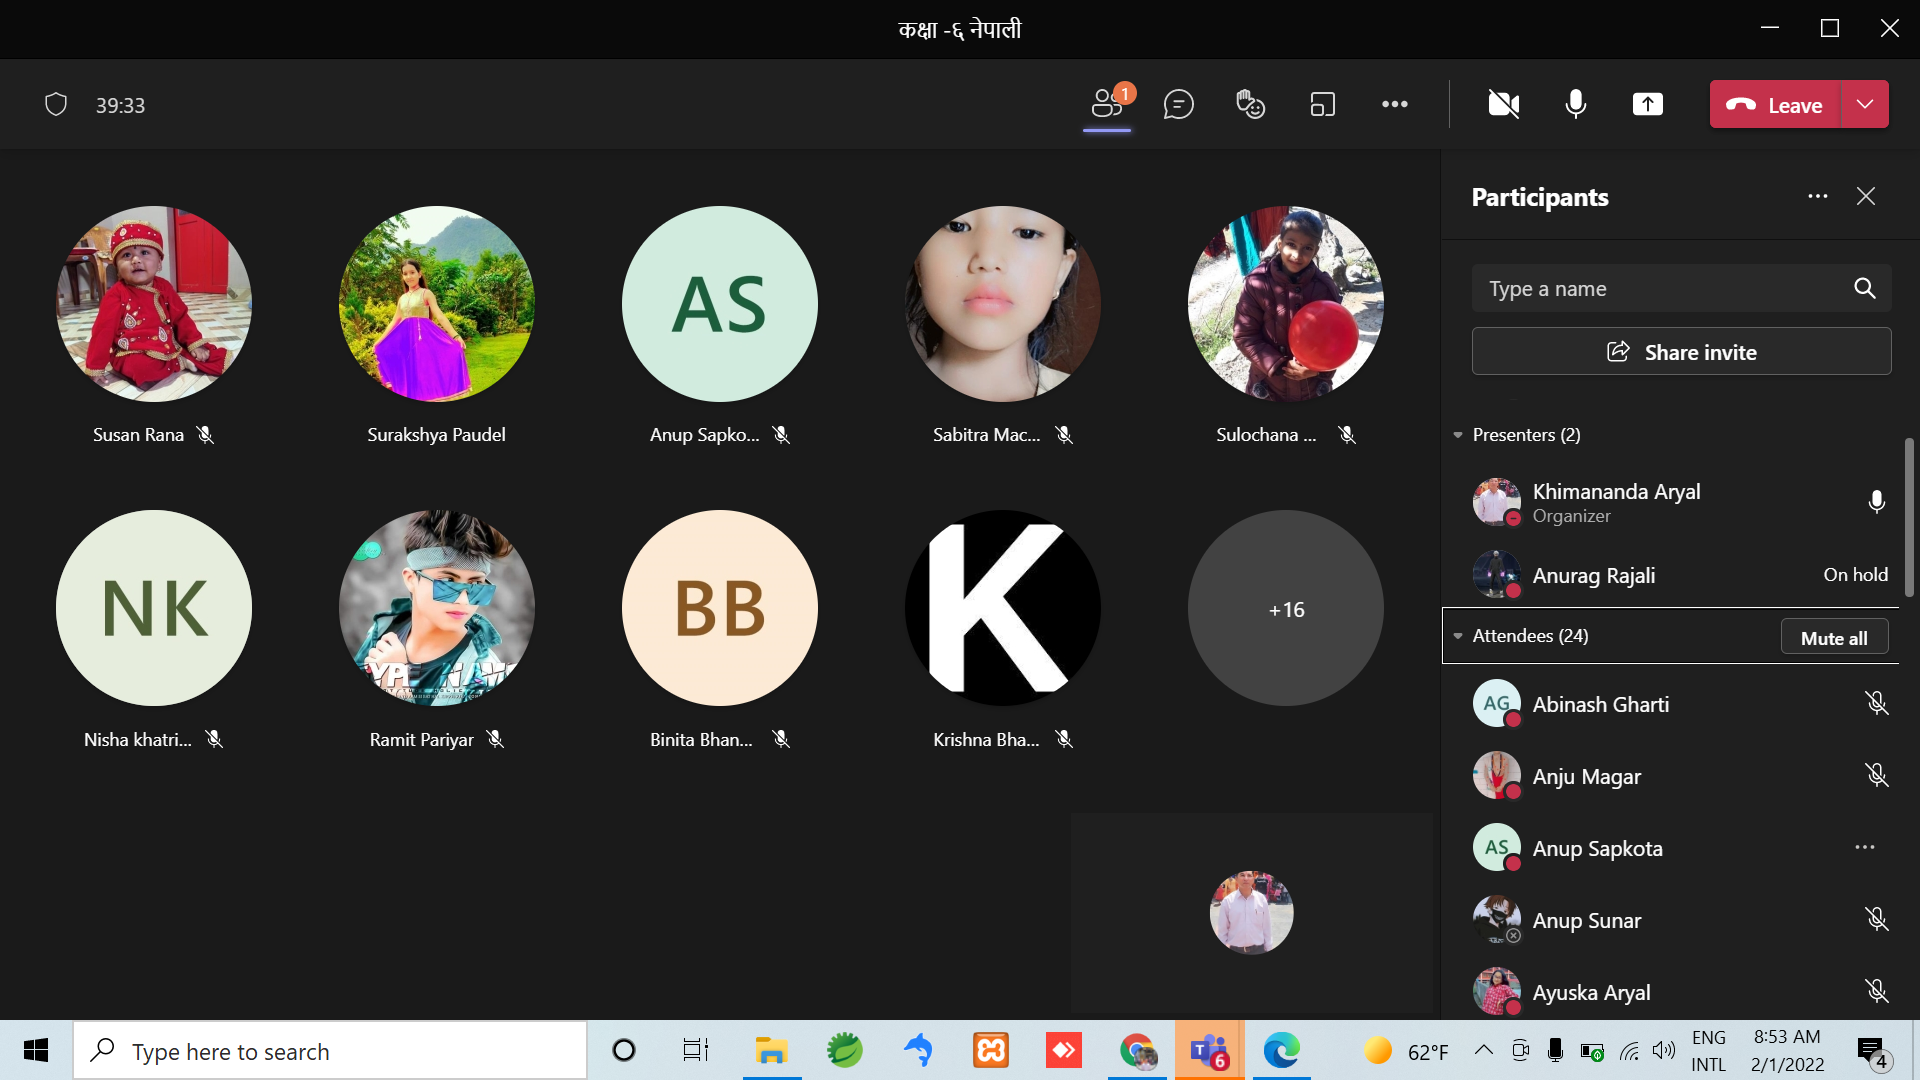 कक्षा -६ नेपाली
39:33
1
Leave
Participants
Type a name
Share invite
Presenters (2)
Khimananda Aryal
Organizer
Anurag Rajali
On hold
Attendees (24)
Mute all
AG
Abinash Gharti
Anju Magar
AS
Anup Sapkota
Anup Sunar
Ayuska Aryal
AS
Susan Rana
Surakshya Paudel
Anup Sapko...
Sabitra Mac...
Sulochana ...
NK
BB
K
+16
Nisha khatri...
Ramit Pariyar
Binita Bhan...
Krishna Bha...
Type here to search
T
6
62°F
ENG
INTL
8:53 AM
2/1/2022
4